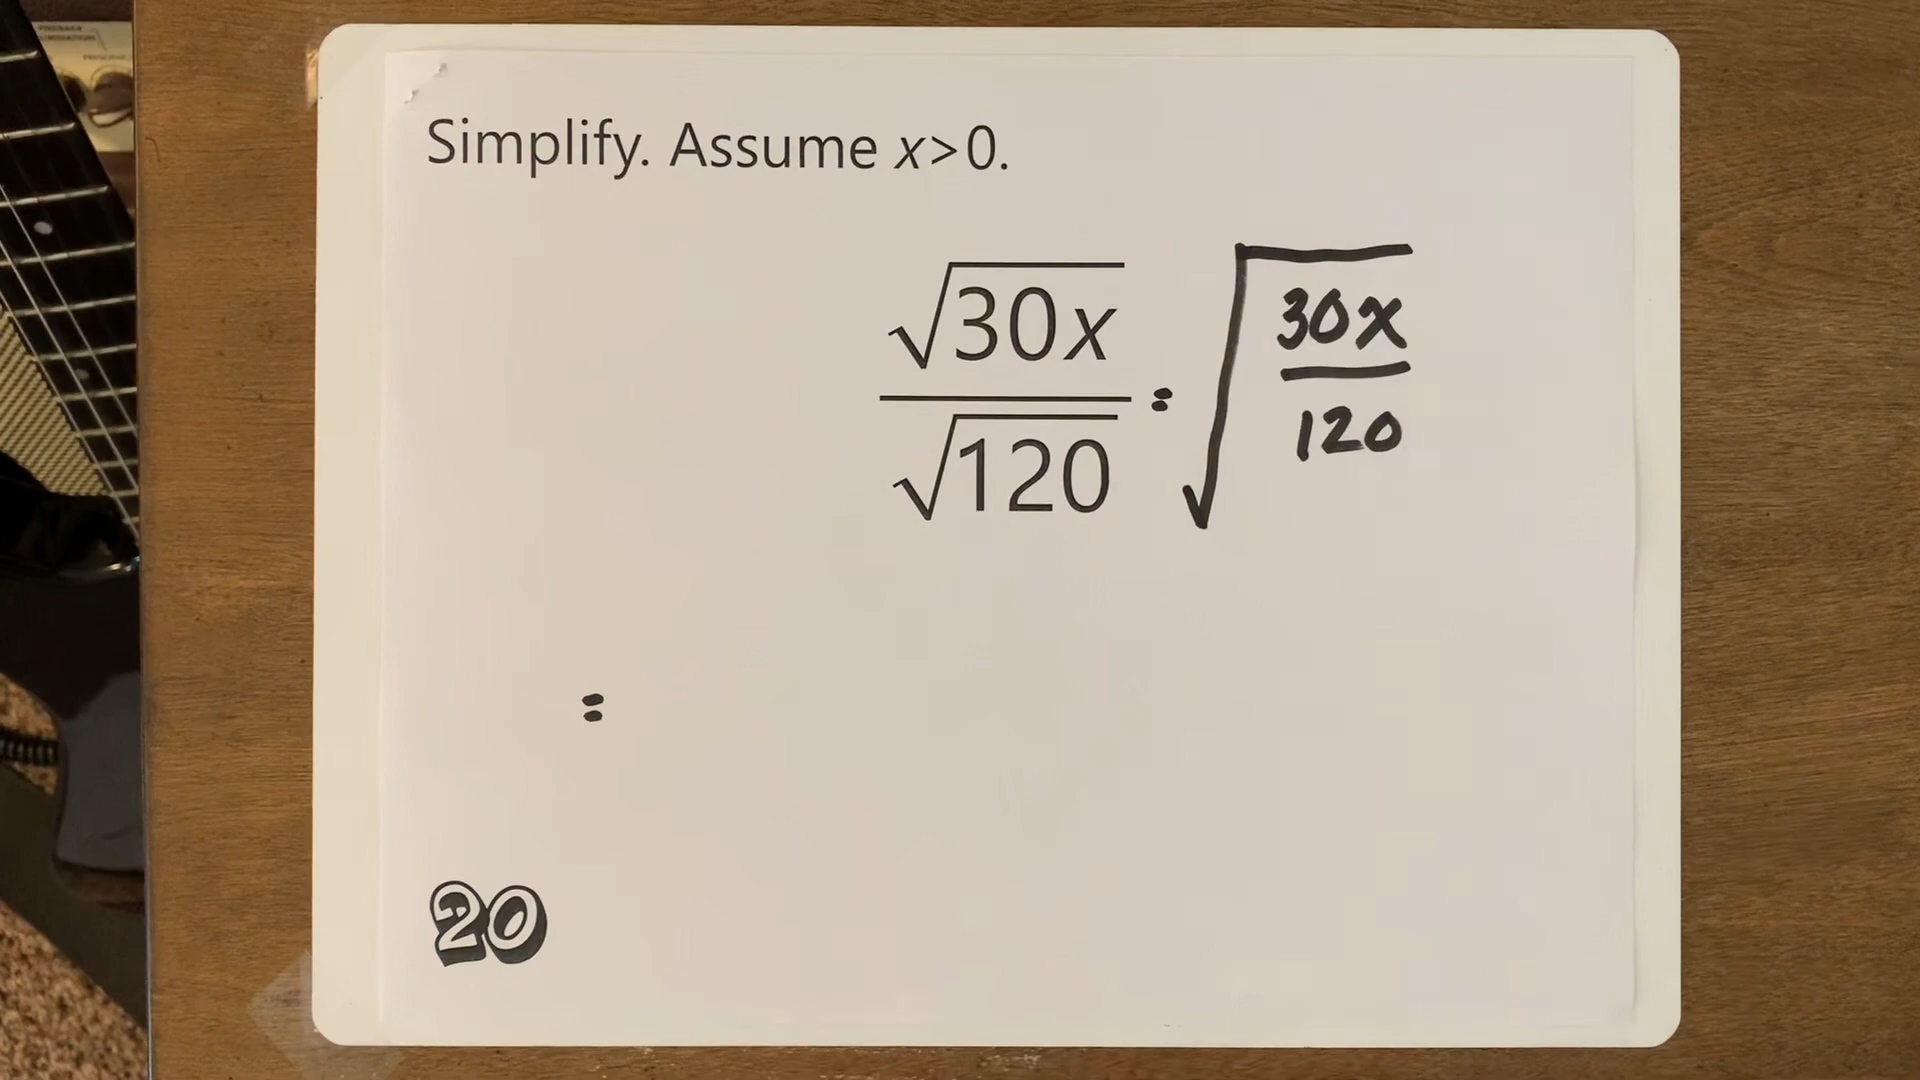 Simplify. Assume x>0.
√30x / √120 = √(30x / 120)
=
20